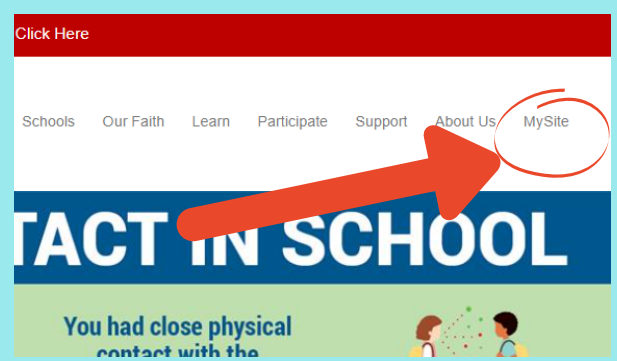 Click Here
Schools Our Faith Learn Participate Support About Us MySite
TACT IN SCHOOL
You had close physical
contact with the